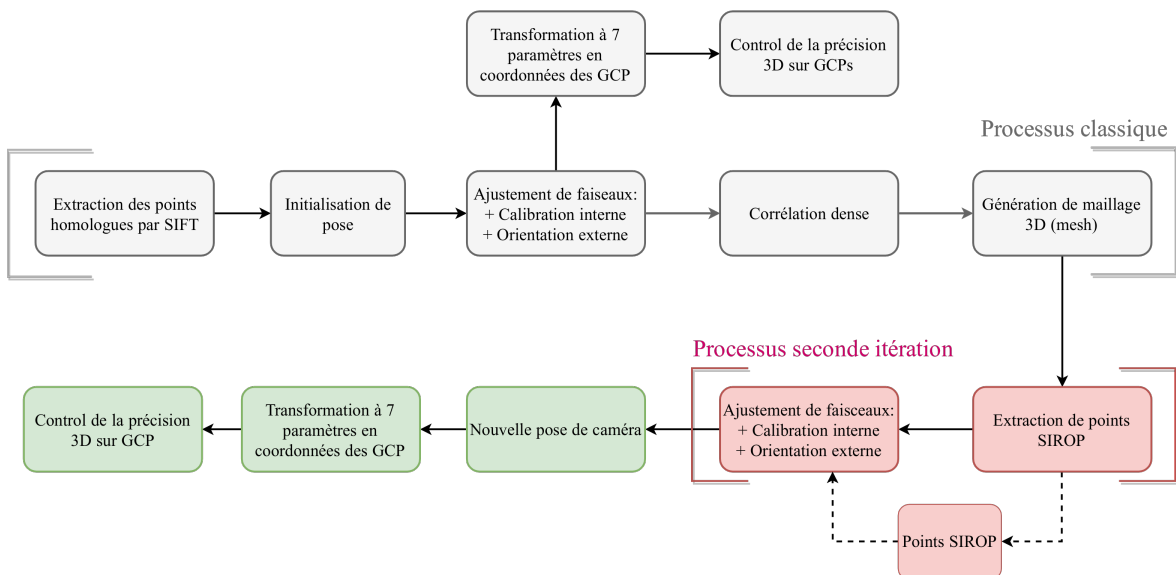 Transformation à 7
paramètres en
coordonnées des GCP
Control de la précision
3D sur GCPs
Processus classique
Extraction des points
homologues par SIFT
Initialisation de
pose
Ajustement de faiseaux:
+ Calibration interne
+ Orientation externe
Corrélation dense
Génération de maillage
3D (mesh)
Processus seconde itération
Control de la précision
3D sur GCP
Transformation à 7
paramètres en
coordonnées des GCP
Nouvelle pose de caméra
Ajustement de faisceaux:
+ Calibration interne
+ Orientation externe
Extraction de points
SIROP
Points SIROP